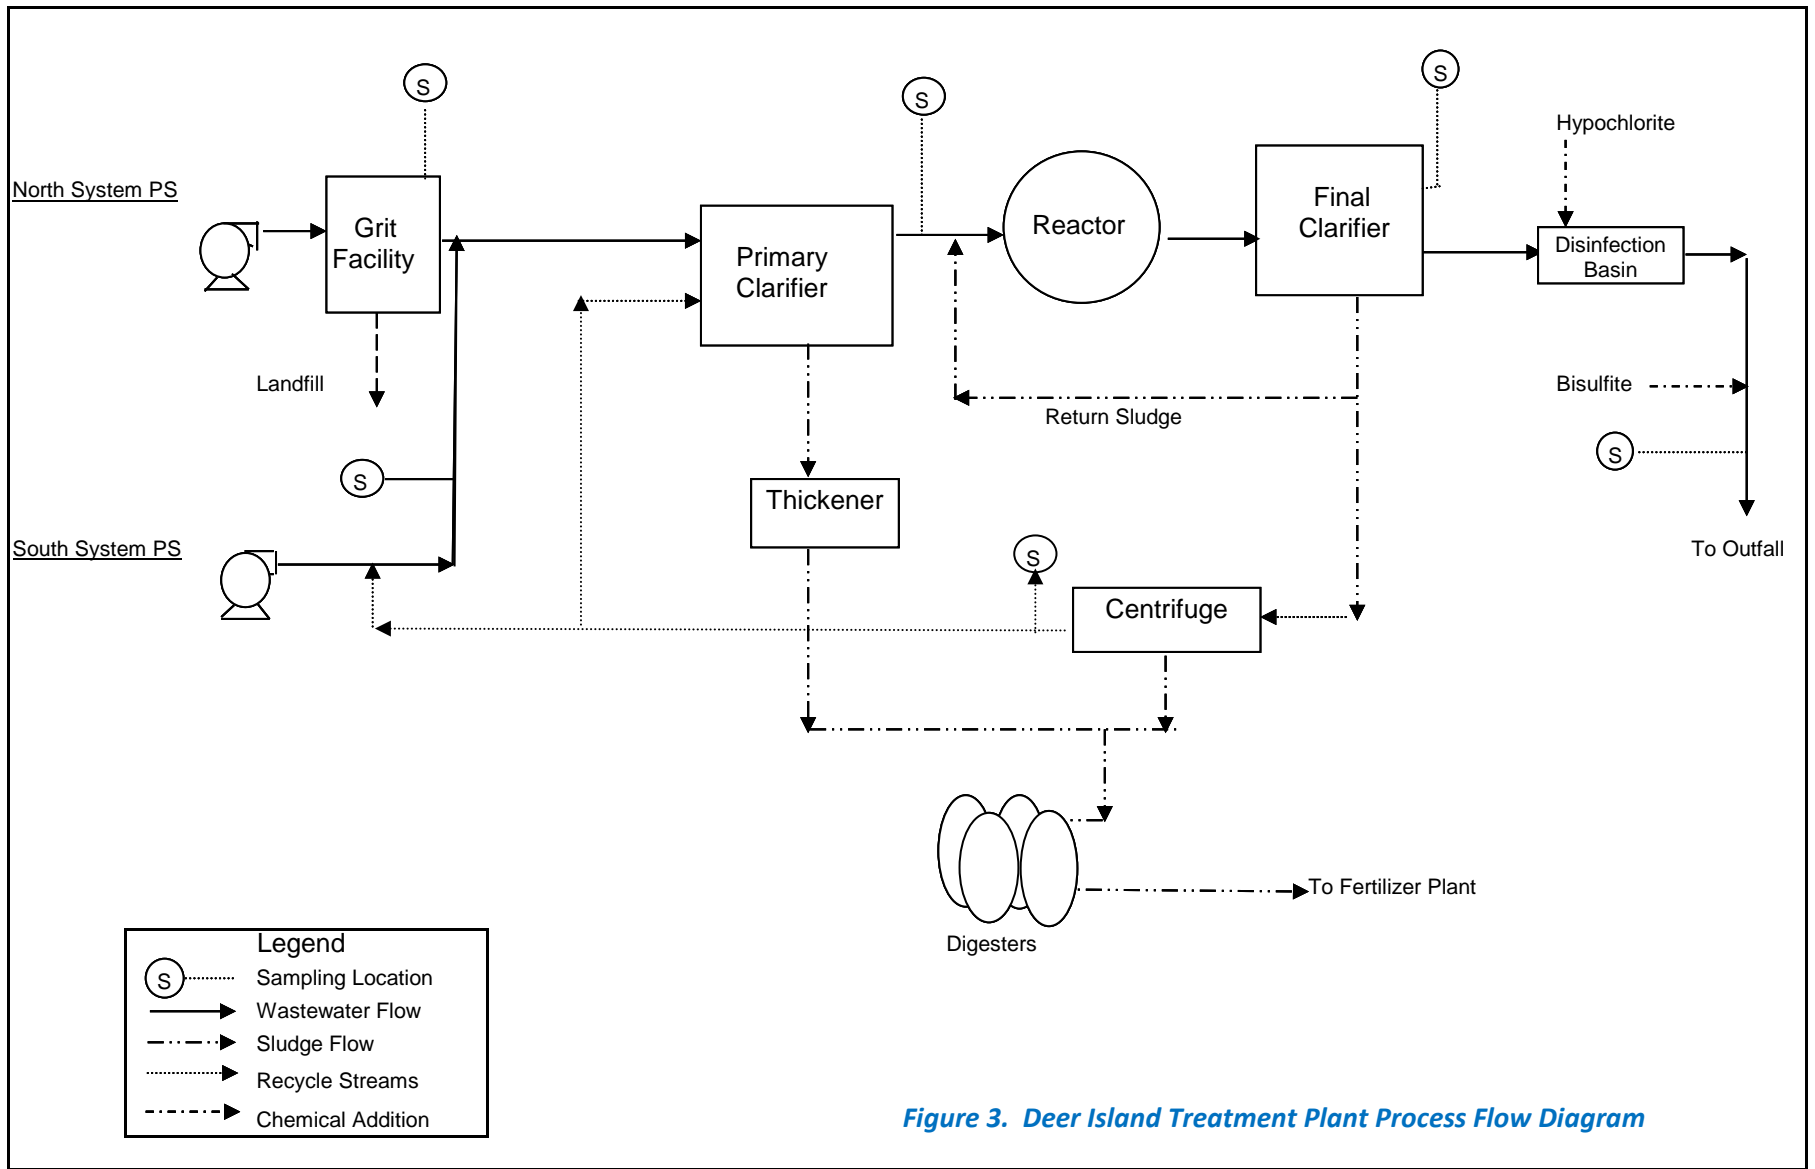 S
S
S
Hypochlorite
North System PS
Grit
Facility
Primary
Clarifier
Reactor
Final
Clarifier
Disinfection
Basin
Landfill
Return Sludge
Bisulfite
S
S
Thickener
South System PS
S
Centrifuge
To Outfall
To Fertilizer Plant
Digesters
Legend
S Sampling Location
Wastewater Flow
Sludge Flow
Recycle Streams
Chemical Addition
Figure 3. Deer Island Treatment Plant Process Flow Diagram